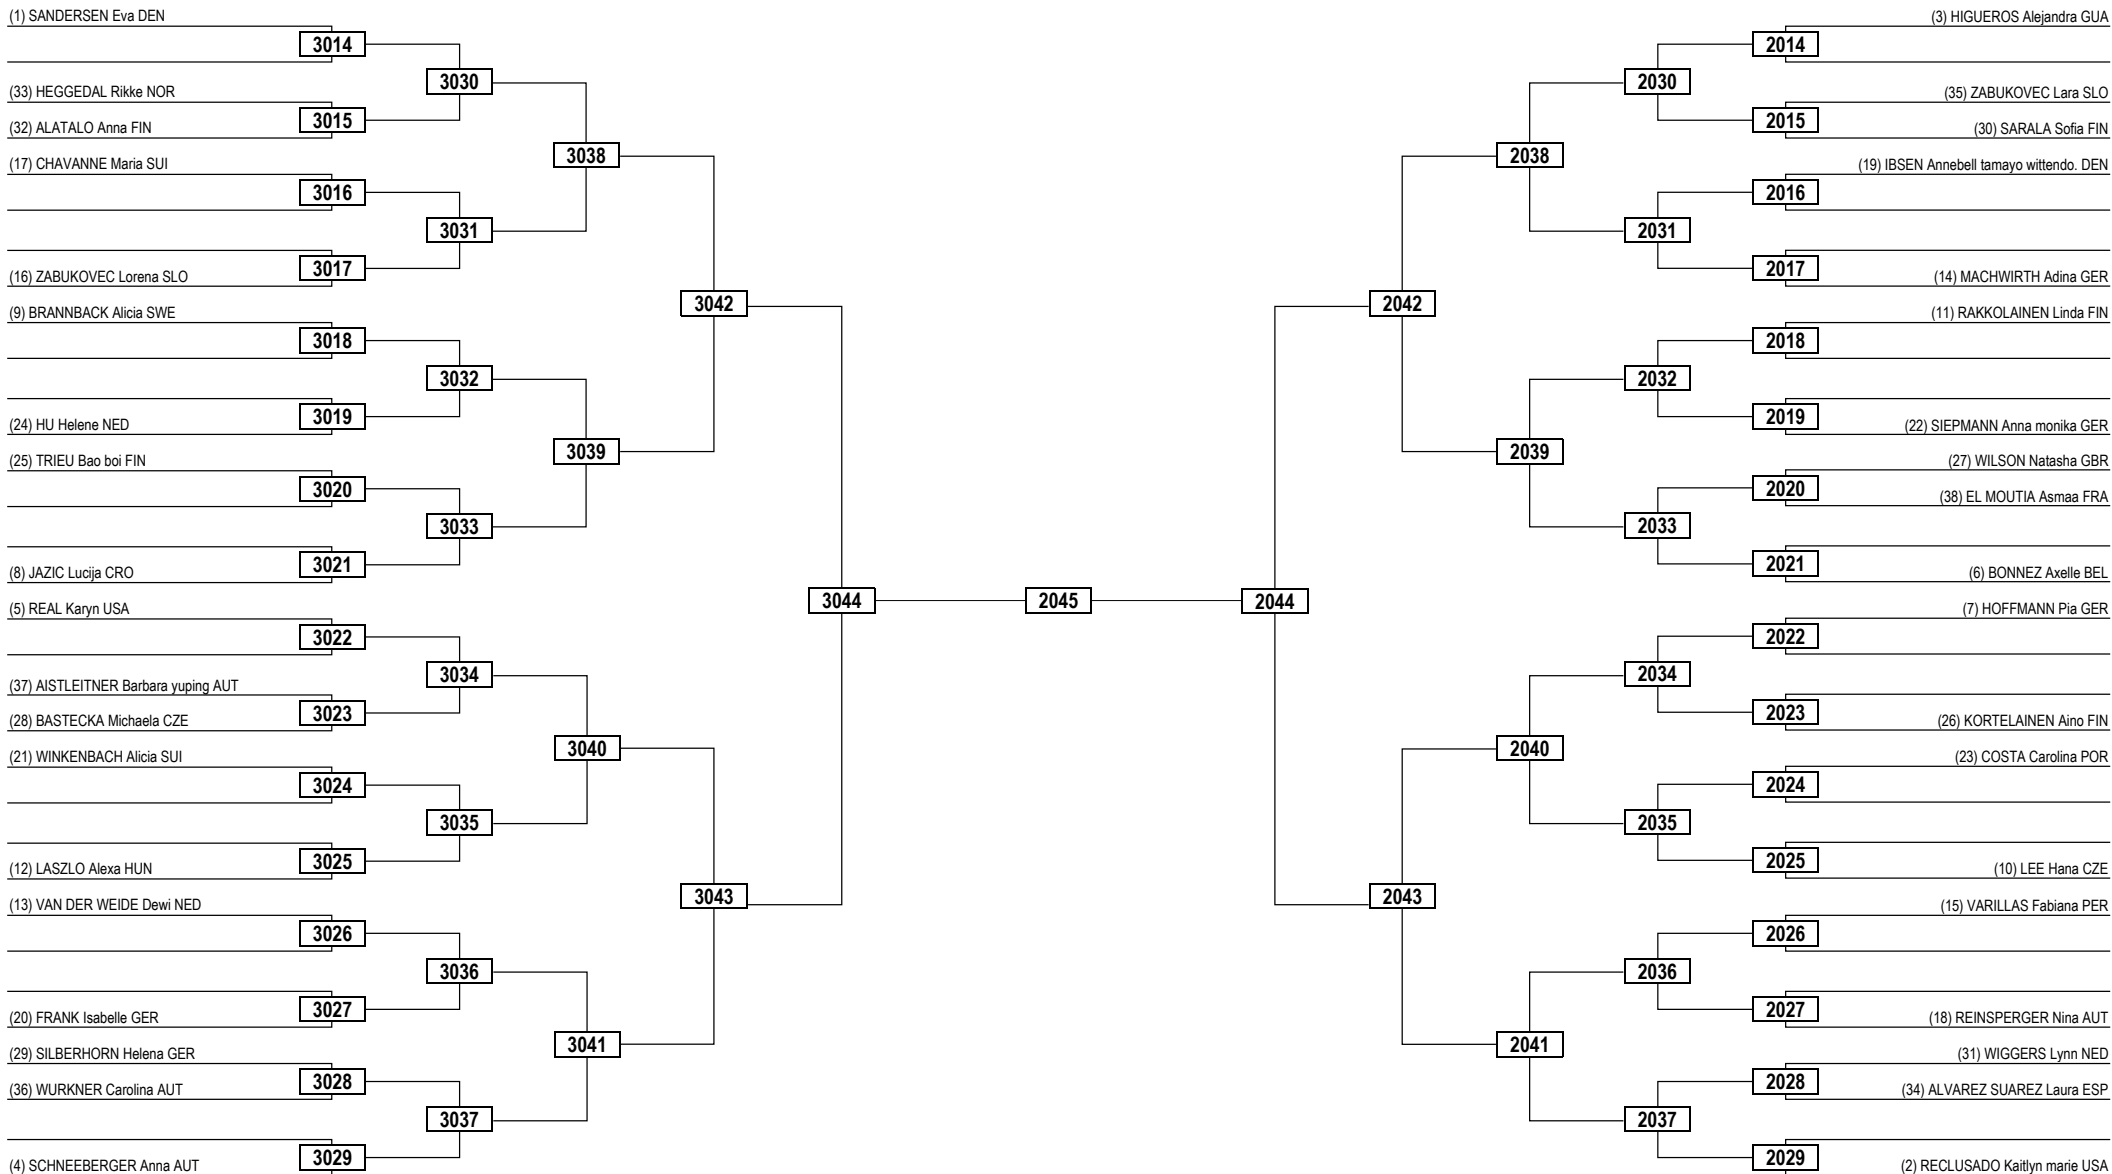 (1) SANDERSEN Eva DEN
3014
(33) HEGGEDAL Rikke NOR
3015
(32) ALATALO Anna FIN
3030
(17) CHAVANNE Maria SUI
3016
3031
3017
(16) ZABUKOVEC Lorena SLO
3038
(9) BRANNBACK Alicia SWE
3018
3032
3019
(24) HU Helene NED
3039
(25) TRIEU Bao boi FIN
3020
3033
3021
(8) JAZIC Lucija CRO
3042
(5) REAL Karyn USA
3022
3034
(37) AISTLEITNER Barbara yuping AUT
3023
(28) BASTECKA Michaela CZE
3040
(21) WINKENBACH Alicia SUI
3024
3035
3025
(12) LASZLO Alexa HUN
3043
(13) VAN DER WEIDE Dewi NED
3026
3036
3027
(20) FRANK Isabelle GER
3041
(29) SILBERHORN Helena GER
3028
(36) WURKNER Carolina AUT
3037
3029
(4) SCHNEEBERGER Anna AUT
3044
2045
2044
(3) HIGUEROS Alejandra GUA
2014
2030
(35) ZABUKOVEC Lara SLO
2015
(30) SARALA Sofia FIN
2038
(19) IBSEN Annebell tamayo wittendo. DEN
2016
2031
2017
(14) MACHWIRTH Adina GER
2042
(11) RAKKOLAINEN Linda FIN
2018
2032
2019
(22) SIEPMANN Anna monika GER
2039
(27) WILSON Natasha GBR
2020
(38) EL MOUTIA Asmaa FRA
2033
2021
(6) BONNEZ Axelle BEL
(7) HOFFMANN Pia GER
2022
2034
2023
(26) KORTELAINEN Aino FIN
2040
(23) COSTA Carolina POR
2024
2035
2025
(10) LEE Hana CZE
2043
(15) VARILLAS Fabiana PER
2026
2036
2027
(18) REINSPERGER Nina AUT
2041
(31) WIGGERS Lynn NED
2028
(34) ALVAREZ SUAREZ Laura ESP
2037
2029
(2) RECLUSADO Kaitlyn marie USA